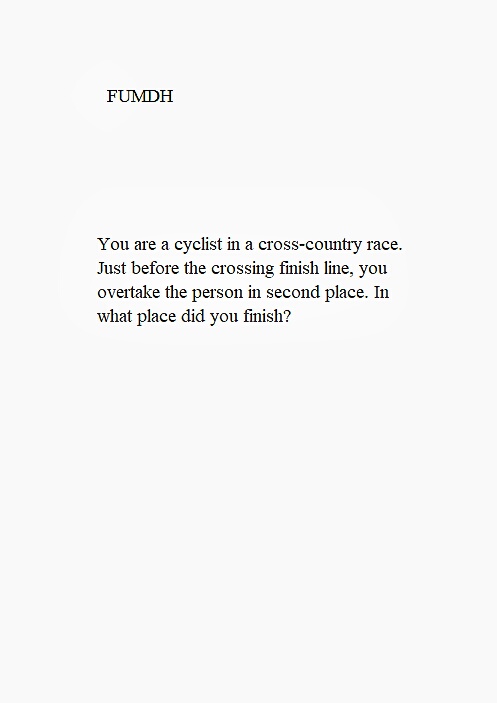 FUMDH
You are a cyclist in a cross-country race.
Just before the crossing finish line, you
overtake the person in second place. In
what place did you finish?